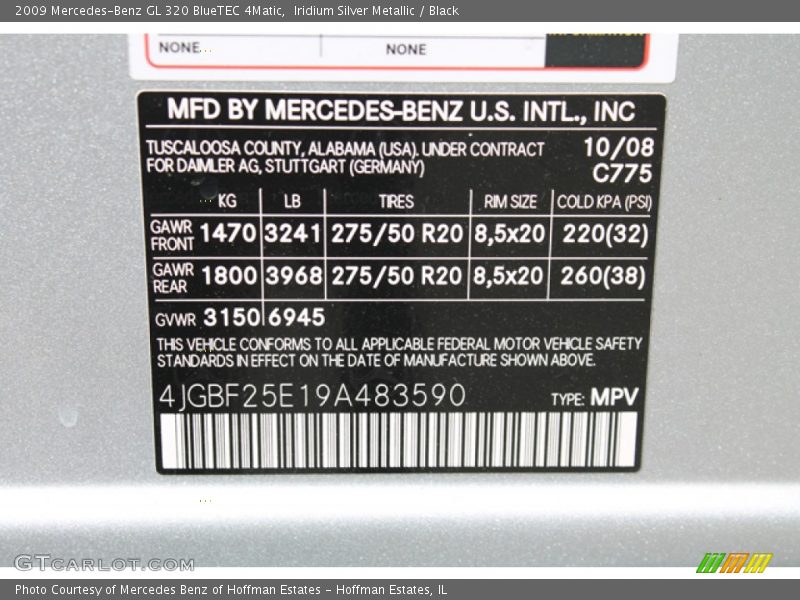 2009 Mercedes-Benz GL 320 BlueTEC 4Matic,  Iridium Silver Metallic / Black
NONE NONE
MFD BY MERCEDES-BENZ U.S. INTL., INC
TUSCALOOSA COUNTY, ALABAMA (USA). UNDER CONTRACT 10/08
FOR DAIMLER AG, STUTTGART (GERMANY) C775
KG LB TIRES RIM SIZE COLD KPA (PSI)
GAWR FRONT 1470 3241 275/50 R20 8,5x20 220(32)
GAWR REAR 1800 3968 275/50 R20 8,5x20 260(38)
GVWR 3150 6945
THIS VEHICLE CONFORMS TO ALL APPLICABLE FEDERAL MOTOR VEHICLE SAFETY
STANDARDS IN EFFECT ON THE DATE OF MANUFACTURE SHOWN ABOVE.
4JGBF25E19A483590 TYPE: MPV
GTCARLOT.COM
Photo Courtesy of Mercedes Benz of Hoffman Estates - Hoffman Estates, IL